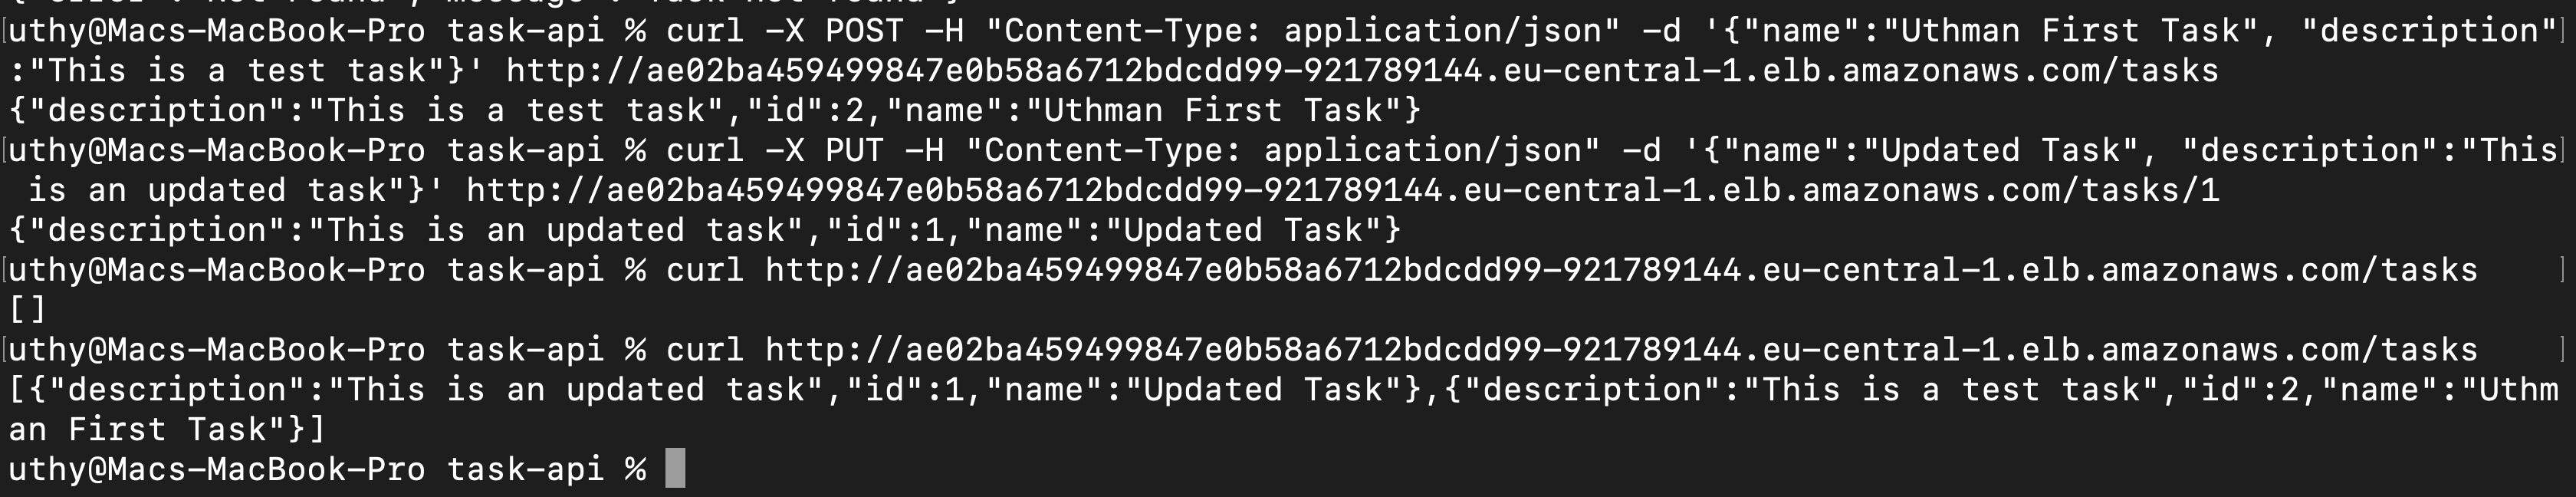 uthy@Macs-MacBook-Pro task-api % curl -X POST -H "Content-Type: application/json" -d '{"name":"Uthman First Task", "description"
:"This is a test task"}' http://ae02ba459499847e0b58a6712bdcdd99-921789144.eu-central-1.elb.amazonaws.com/tasks
{"description":"This is a test task","id":2,"name":"Uthman First Task"}
uthy@Macs-MacBook-Pro task-api % curl -X PUT -H "Content-Type: application/json" -d '{"name":"Updated Task", "description":"This
 is an updated task"}' http://ae02ba459499847e0b58a6712bdcdd99-921789144.eu-central-1.elb.amazonaws.com/tasks/1
{"description":"This is an updated task","id":1,"name":"Updated Task"}
uthy@Macs-MacBook-Pro task-api % curl http://ae02ba459499847e0b58a6712bdcdd99-921789144.eu-central-1.elb.amazonaws.com/tasks
[]
uthy@Macs-MacBook-Pro task-api % curl http://ae02ba459499847e0b58a6712bdcdd99-921789144.eu-central-1.elb.amazonaws.com/tasks
[{"description":"This is an updated task","id":1,"name":"Updated Task"},{"description":"This is a test task","id":2,"name":"Uthm
an First Task"}]
uthy@Macs-MacBook-Pro task-api %